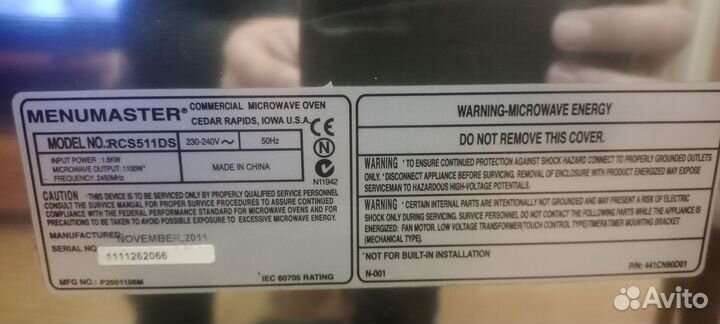 MENUMASTER® COMMERCIAL MICROWAVE OVEN
CEDAR RAPIDS, IOWA U.S.A.
MODEL NO.:RCS511DS
230-240V~ 50Hz
INPUT POWER : 1.6KW
MICROWAVE OUTPUT: 1100W*
FREQUENCY: 2450MHz
MADE IN CHINA
CE
N
N11942
CAUTION "THIS DEVICE IS TO BE SERVICED ONLY BY PROPERLY QUALIFIED SERVICE PERSONNEL
CONSULT THE SERVICE MANUAL FOR PROPER SERVICE PROCEDURES TO ASSURE CONTINUED
COMPLIANCE WITH THE FEDERAL PERFORMANCE STANDARD FOR MICROWAVE OVENS AND FOR
PRECAUTIONS TO BE TAKEN TO AVOID POSSIBLE EXPOSURE TO EXCESSIVE MICROWAVE ENERGY.
MANUFACTURED: NOVEMBER,2011
SERIAL NO
1111262066
MFG NO.: P2001106M
*IEC 60705 RATING
WARNING-MICROWAVE ENERGY
DO NOT REMOVE THIS COVER.
WARNING "TO ENSURE CONTINUED PROTECTION AGAINST SHOCK HAZARD CONNECT TO PROPERLY GROUNDED OUTLETS
ONLY."DISCONNECT APPLIANCE BEFORE SERVICING. REMOVAL OF ENCLOSURE WITH PRODUCT ENERGIZED MAY EXPOSE
SERVICEMAN TO HAZARDOUS HIGH-VOLTAGE POTENTIALS.
WARNING "CERTAIN INTERNAL PARTS ARE INTENTIONALLY NOT GROUNDED AND MAY PRESENT A RISK OF ELECTRIC
SHOCK ONLY DURING SERVICING. SERVICE PERSONNEL DO NOT CONTACT THE FOLLOWING PARTS WHILE THE APPLIANCE IS
ENERGIZED: FAN MOTOR, LOW VOLTAGE TRANSFORMER/TOUCH CONTROL/TIMER/TIMER MOUNTING BRACKET
(MECHANICAL TYPE).
"NOT FOR BUILT-IN INSTALLATION
N-001
P/N: 441CN90D01
Avito